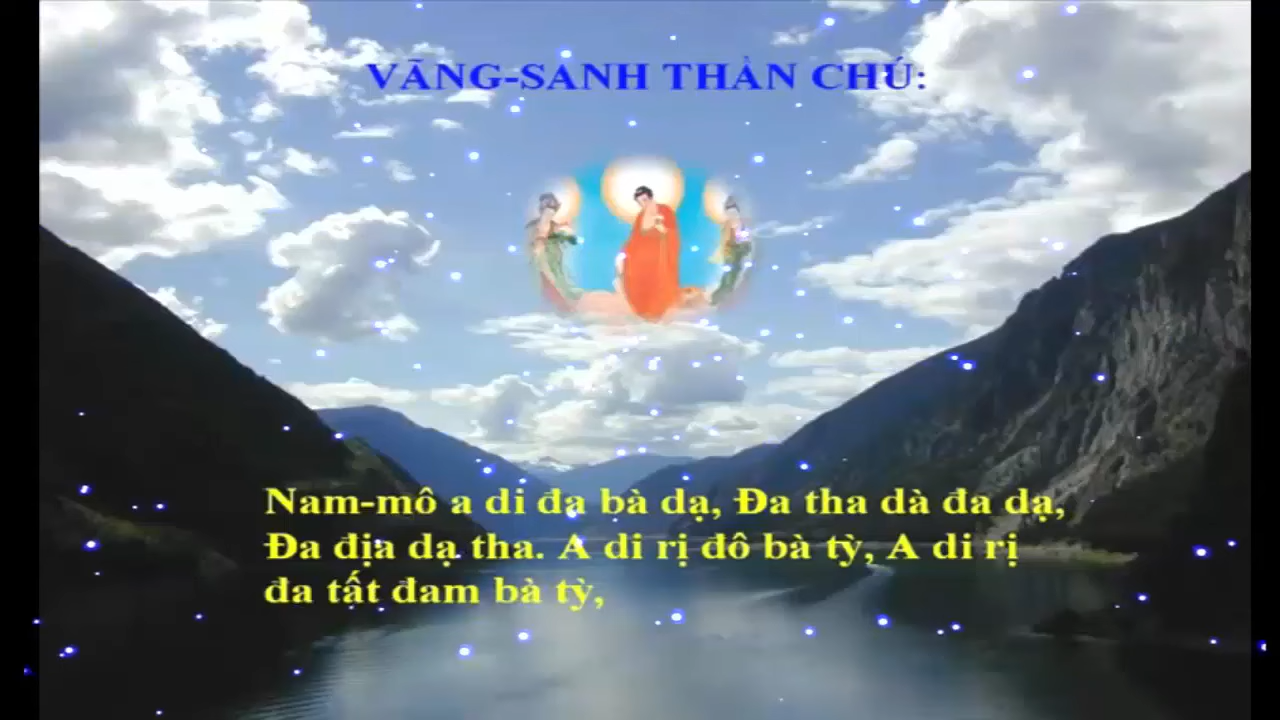 VÃNG-SANH THẦN CHÚ:
Nam-mô a di đa bà dạ, Đa tha dà đa dạ,
Đa địa dạ tha. A di rị đô bà tỳ, A di rị
đa tất đam bà tỳ,